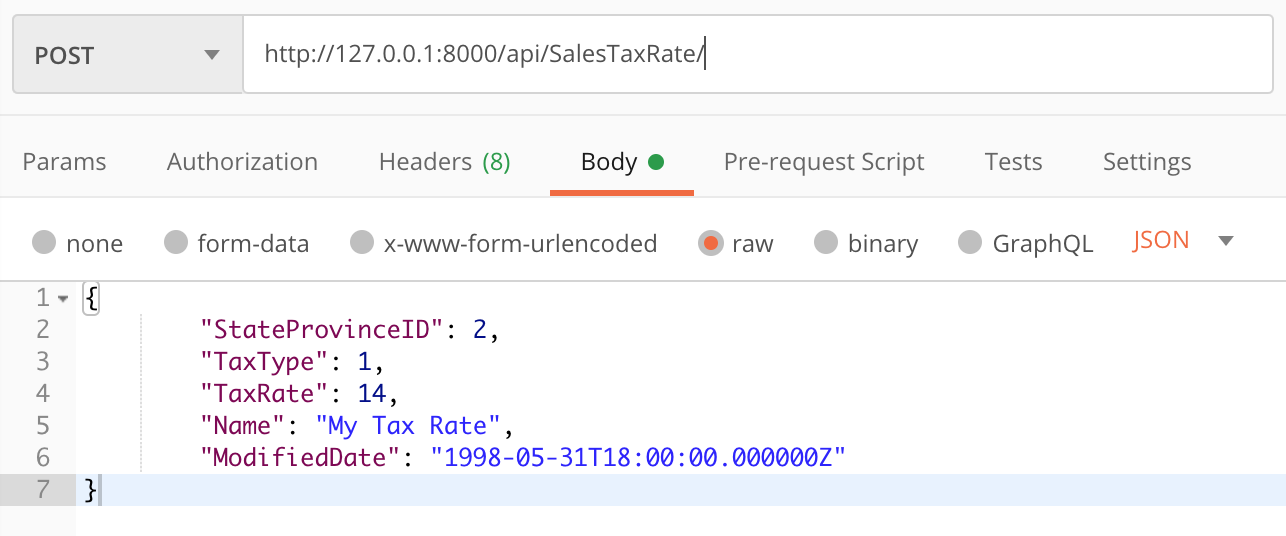 POST http://127.0.0.1:8000/api/SalesTaxRate/
Params Authorization Headers (8) Body Pre-request Script Tests Settings
none form-data x-www-form-urlencoded raw binary GraphQL JSON
1 {
2 "StateProvinceID": 2,
3 "TaxType": 1,
4 "TaxRate": 14,
5 "Name": "My Tax Rate",
6 "ModifiedDate": "1998-05-31T18:00:00.000000Z"
7 }